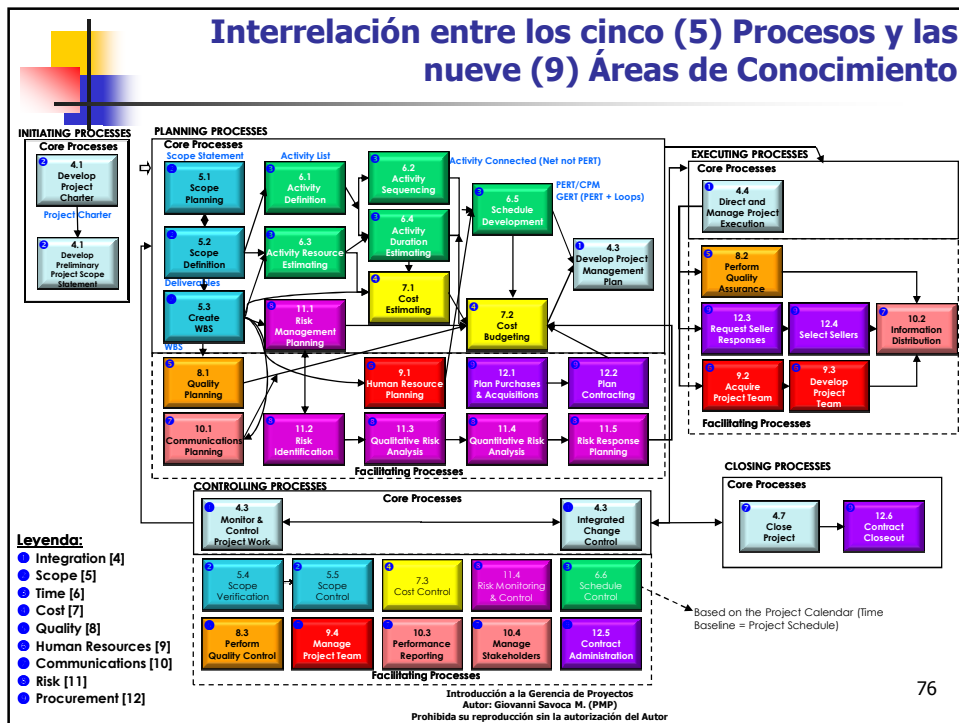 Interrelación entre los cinco (5) Procesos y las
nueve (9) Áreas de Conocimiento
INITIATING PROCESSES
Core Processes
4.1
Develop
Project
Charter
Project Charter
4.1
Develop
Preliminary
Project Scope
Statement
PLANNING PROCESSES
Core Processes
Scope Statement
5.1
Scope
Planning
5.2
Scope
Definition
Deliverables
5.3
Create
WBS
WBS
Activity List
6.1
Activity
Definition
6.3
Activity Resource
Estimating
11.1
Risk
Management
Planning
6.2
Activity
Sequencing
6.4
Activity
Duration
Estimating
7.1
Cost
Estimating
Activity Connected (Net not PERT)
6.5
Schedule
Development
PERT/CPM
GERT (PERT + Loops)
7.2
Cost
Budgeting
4.3
Develop Project
Management
Plan
8.1
Quality
Planning
9.1
Human Resource
Planning
12.1
Plan Purchases
& Acquisitions
12.2
Plan
Contracting
10.1
Communications
Planning
11.2
Risk
Identification
11.3
Qualitative Risk
Analysis
11.4
Quantitative Risk
Analysis
11.5
Risk Response
Planning
Facilitating Processes
EXECUTING PROCESSES
Core Processes
4.4
Direct and
Manage Project
Execution
8.2
Perform
Quality
Assurance
12.3
Request Seller
Responses
12.4
Select Sellers
10.2
Information
Distribution
9.2
Acquire
Project Team
9.3
Develop
Project
Team
Facilitating Processes
CONTROLLING PROCESSES
Core Processes
4.3
Monitor &
Control
Project Work
4.3
Integrated
Change
Control
5.4
Scope
Verification
5.5
Scope
Control
7.3
Cost Control
11.4
Risk Monitoring
& Control
6.6
Schedule
Control
8.3
Perform
Quality Control
9.4
Manage
Project Team
10.3
Performance
Reporting
10.4
Manage
Stakeholders
12.5
Contract
Administration
Facilitating Processes
CLOSING PROCESSES
Core Processes
4.7
Close
Project
12.6
Contract
Closeout
Based on the Project Calendar (Time
Baseline = Project Schedule)
Leyenda:
Integration [4]
Scope [5]
Time [6]
Cost [7]
Quality [8]
Human Resources [9]
Communications [10]
Risk [11]
Procurement [12]
Introducción a la Gerencia de Proyectos
Autor: Giovanni Savoca M. (PMP)
Prohibida su reproducción sin la autorización del Autor
76